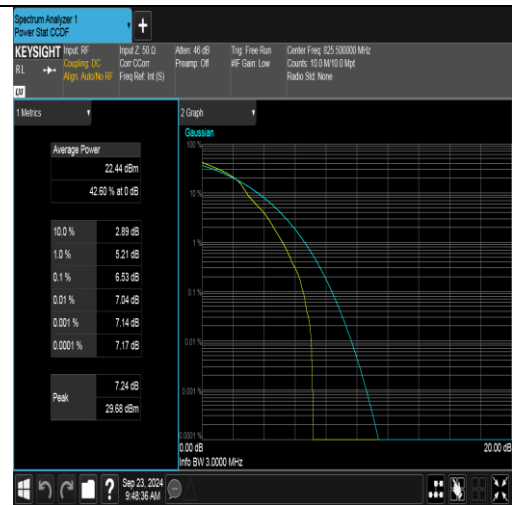 Spectrum Analyzer 1
Power Stat CCDF
+
KEYSIGHT Input: RF Input Z: 50 Ω Atten: 46 dB Trig: Free Run Center Freq: 825.500000 MHz
RL Coupling: DC Corr CCorr Preamp: Off #IF Gain: Low Counts: 10.0 M/10.0 Mpt
Align: Auto/No RF Freq Ref: Int (S) Radio Std: None
LXI
1 Metrics
2 Graph
Gaussian
Average Power
22.44 dBm
42.60 % at 0 dB
10.0 % 2.89 dB
1.0 % 5.21 dB
0.1 % 6.53 dB
0.01 % 7.04 dB
0.001 % 7.14 dB
0.0001 % 7.17 dB
Peak 7.24 dB
29.68 dBm
100 %
10 %
1 %
0.1 %
0.01 %
0.001 %
0.0001 %
0.00 dB 20.00 dB
Info BW 3.0000 MHz
? Sep 23, 2024
9:48:36 AM